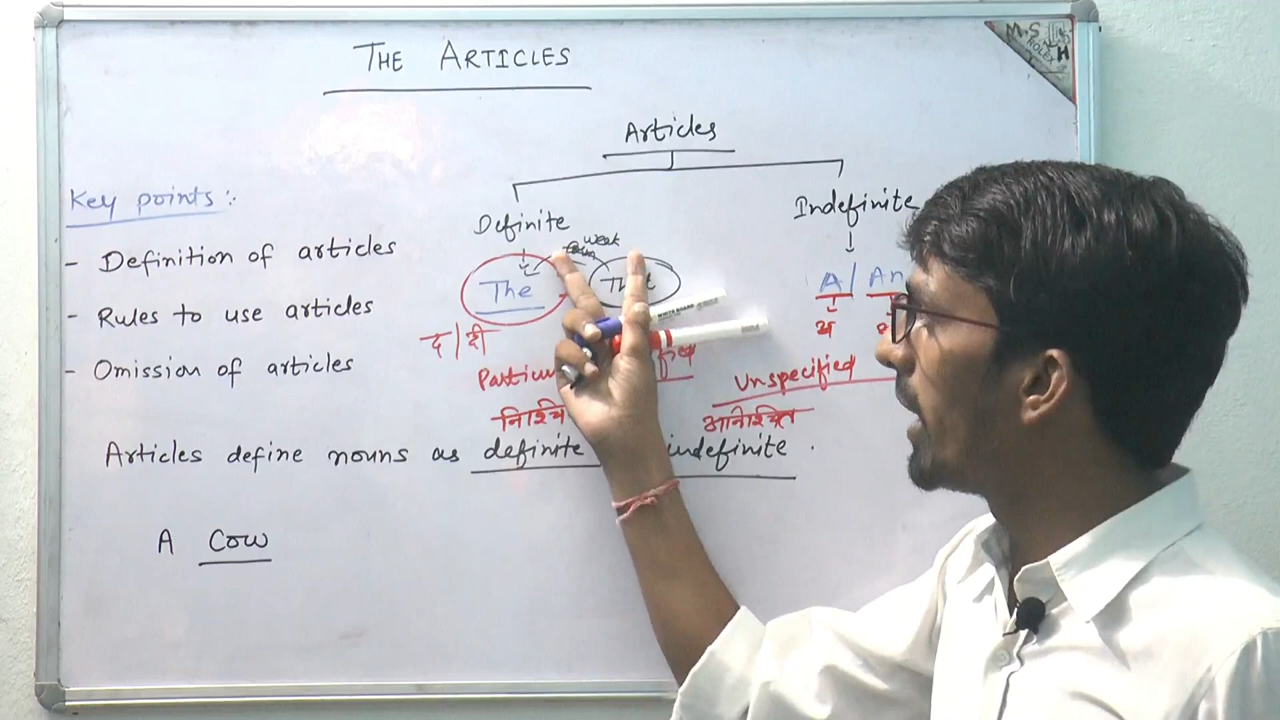 THE ARTICLES
M.S
ROLEX
Articles
Key points :
Definite
Indefinite
- Definition of articles
weak
The
A / An
- Rules to use articles
द / दी
अ
- Omission of articles
Unspecified
अनिश्चित
Articles define nouns as definite indefinite .
A Cow